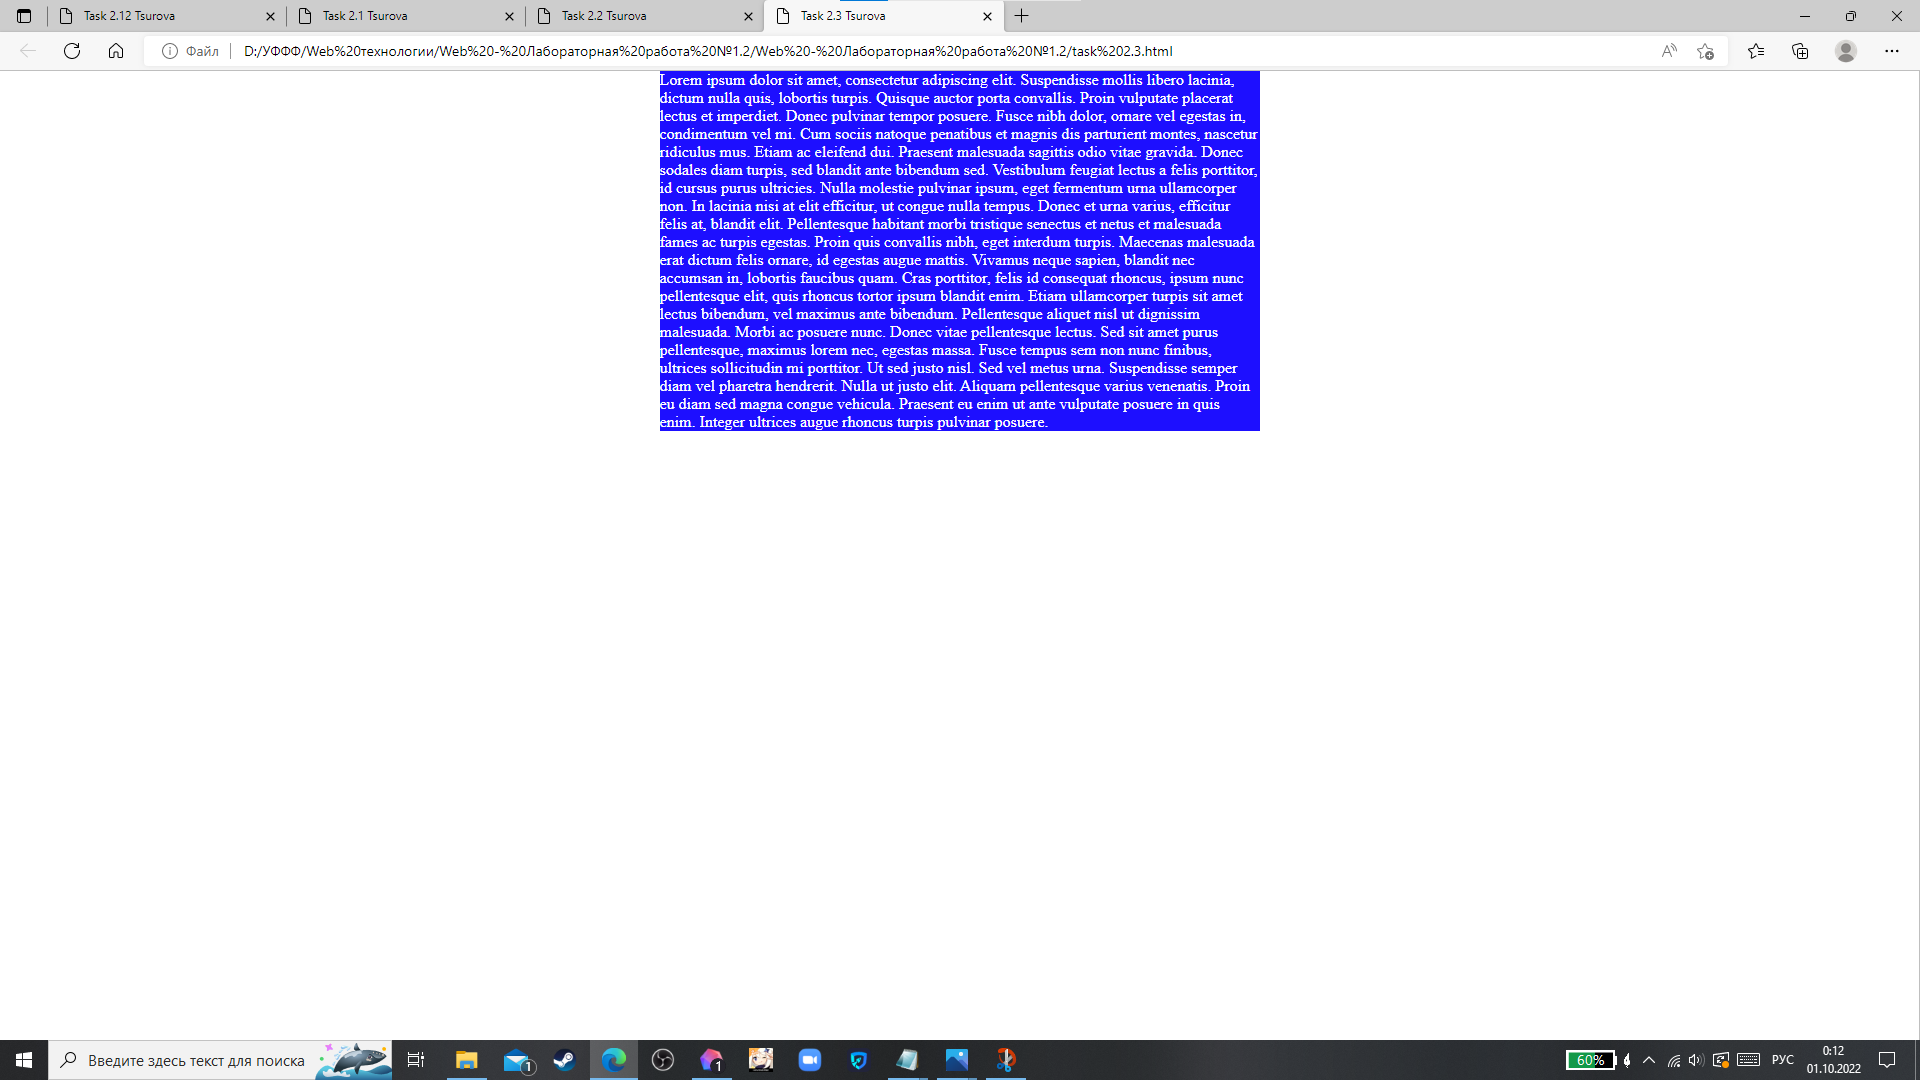 Task 2.12 Tsurova
Task 2.1 Tsurova
Task 2.2 Tsurova
Task 2.3 Tsurova
Файл
D:/УФФФ/Web%20технологии/Web%20-%20Лабораторная%20работа%20№1.2/Web%20-%20Лабораторная%20работа%20№1.2/task%202.3.html
Lorem ipsum dolor sit amet, consectetur adipiscing elit. Suspendisse mollis libero lacinia,
dictum nulla quis, lobortis turpis. Quisque auctor porta convallis. Proin vulputate placerat
lectus et imperdiet. Donec pulvinar tempor posuere. Fusce nibh dolor, ornare vel egestas in,
condimentum vel mi. Cum sociis natoque penatibus et magnis dis parturient montes, nascetur
ridiculus mus. Etiam ac eleifend dui. Praesent malesuada sagittis odio vitae gravida. Donec
sodales diam turpis, sed blandit ante bibendum sed. Vestibulum feugiat lectus a felis porttitor,
id cursus purus ultricies. Nulla molestie pulvinar ipsum, eget fermentum urna ullamcorper
non. In lacinia nisi at elit efficitur, ut congue nulla tempus. Donec et urna varius, efficitur
felis at, blandit elit. Pellentesque habitant morbi tristique senectus et netus et malesuada
fames ac turpis egestas. Proin quis convallis nibh, eget interdum turpis. Maecenas malesuada
erat dictum felis ornare, id egestas augue mattis. Vivamus neque sapien, blandit nec
accumsan in, lobortis faucibus quam. Cras porttitor, felis id consequat rhoncus, ipsum nunc
pellentesque elit, quis rhoncus tortor ipsum blandit enim. Etiam ullamcorper turpis sit amet
lectus bibendum, vel maximus ante bibendum. Pellentesque aliquet nisl ut dignissim
malesuada. Morbi ac posuere nunc. Donec vitae pellentesque lectus. Sed sit amet purus
pellentesque, maximus lorem nec, egestas massa. Fusce tempus sem non nunc finibus,
ultrices sollicitudin mi porttitor. Ut sed justo nisl. Sed vel metus urna. Suspendisse semper
diam vel pharetra hendrerit. Nulla ut justo elit. Aliquam pellentesque varius venenatis. Proin
eu diam sed magna congue vehicula. Praesent eu enim ut ante vulputate posuere in quis
enim. Integer ultrices augue rhoncus turpis pulvinar posuere.
Введите здесь текст для поиска
1
1
60%
РУС
0:12
01.10.2022